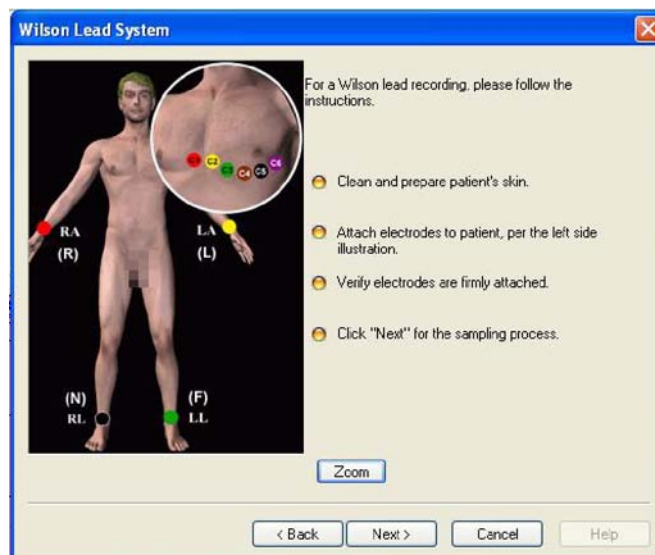 Wilson Lead System
For a Wilson lead recording, please follow the
instructions.
C1 C2 C3 C4 C5 C6
Clean and prepare patient's skin.
RA LA
(R) (L)
Attach electrodes to patient, per the left side
illustration.
Verify electrodes are firmly attached.
Click "Next" for the sampling process.
(N) (F)
RL LL
Zoom
< Back Next > Cancel Help